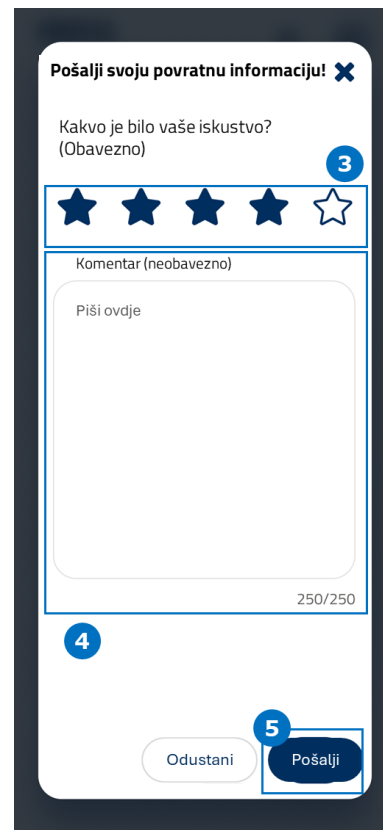 Pošalji svoju povratnu informaciju!
Kakvo je bilo vaše iskustvo?
(Obavezno)
3
Komentar (neobavezno)
Piši ovdje
250/250
4
5
Odustani
Pošalji